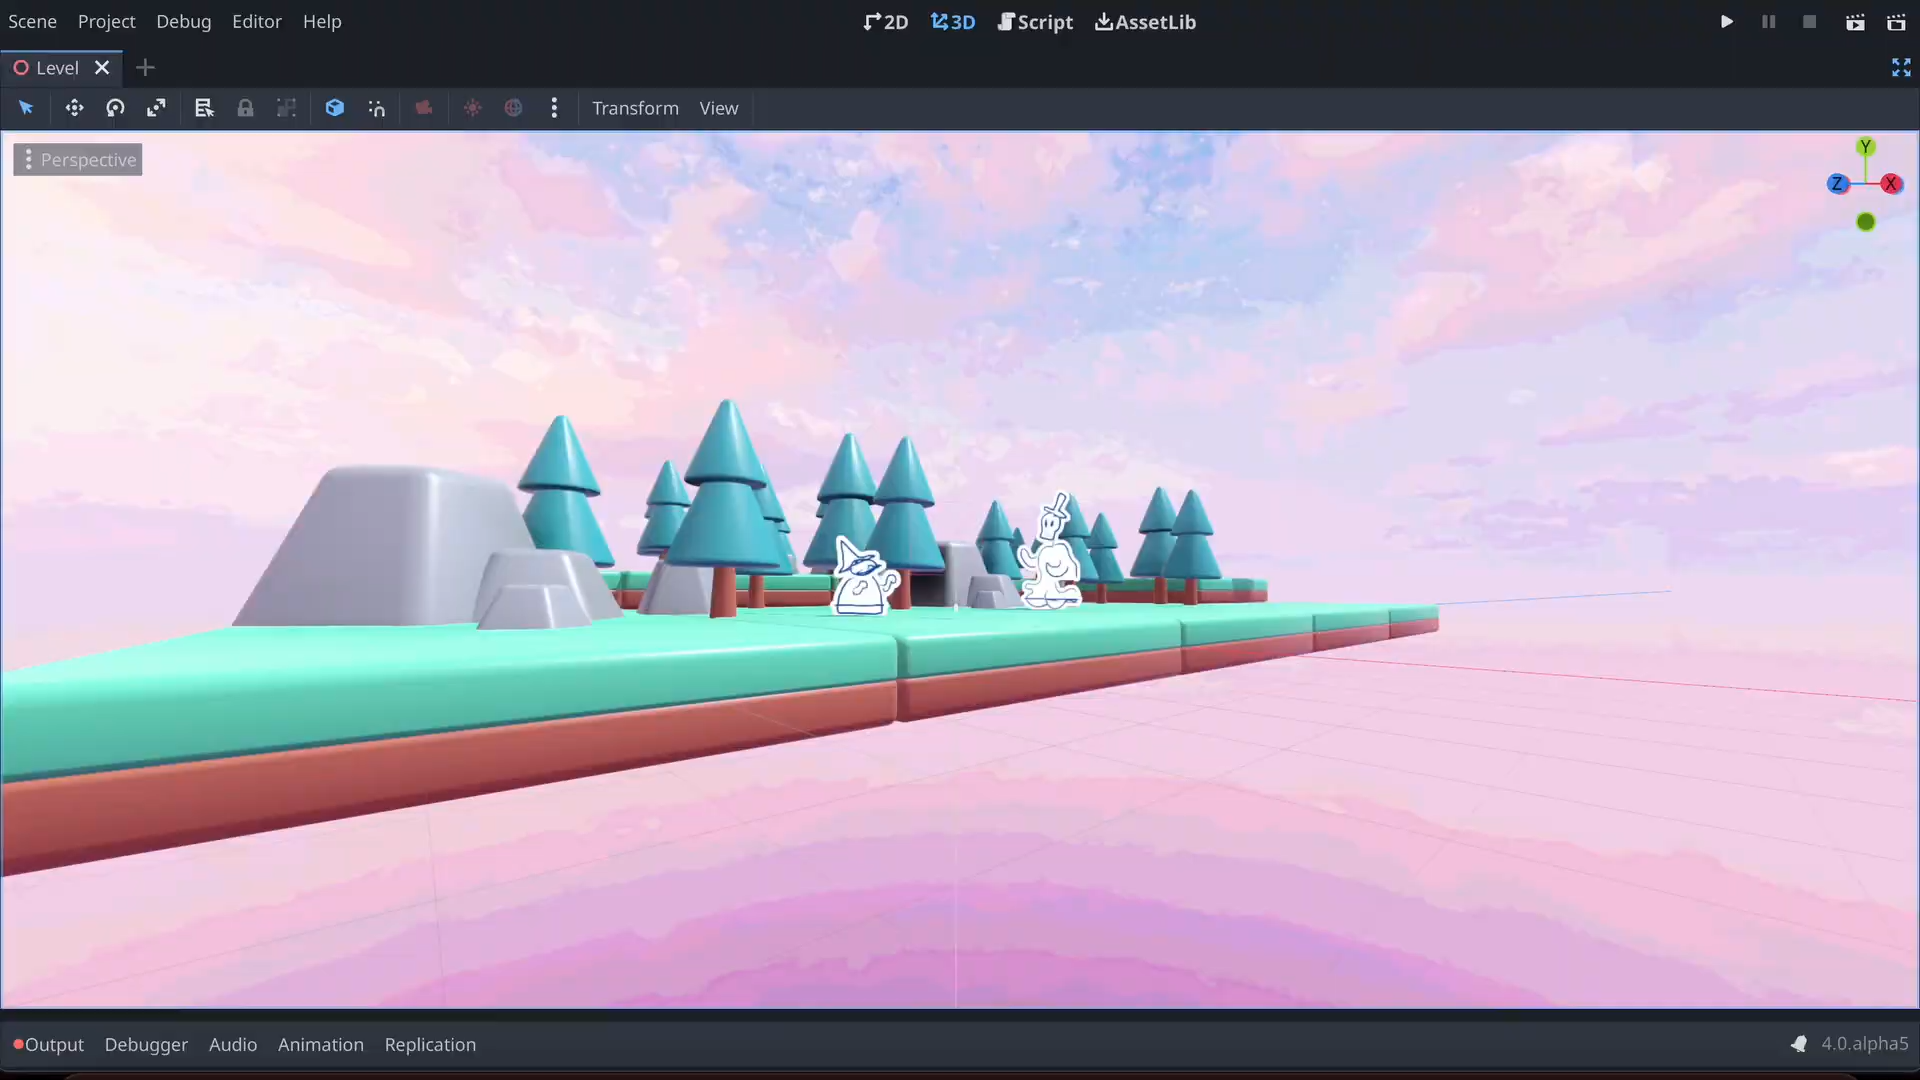 Scene Project Debug Editor Help 2D 3D Script AssetLib
Level
Transform View
Perspective
Y
Z X
Output Debugger Audio Animation Replication 4.0.alpha5